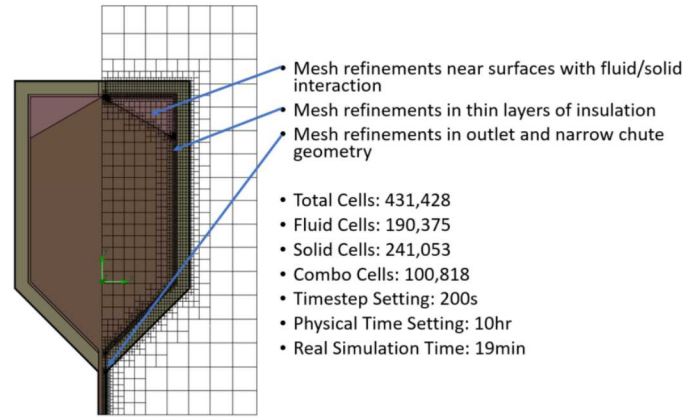 • Mesh refinements near surfaces with fluid/solid
interaction
• Mesh refinements in thin layers of insulation
• Mesh refinements in outlet and narrow chute
geometry
• Total Cells: 431,428
• Fluid Cells: 190,375
• Solid Cells: 241,053
• Combo Cells: 100,818
• Timestep Setting: 200s
• Physical Time Setting: 10hr
• Real Simulation Time: 19min